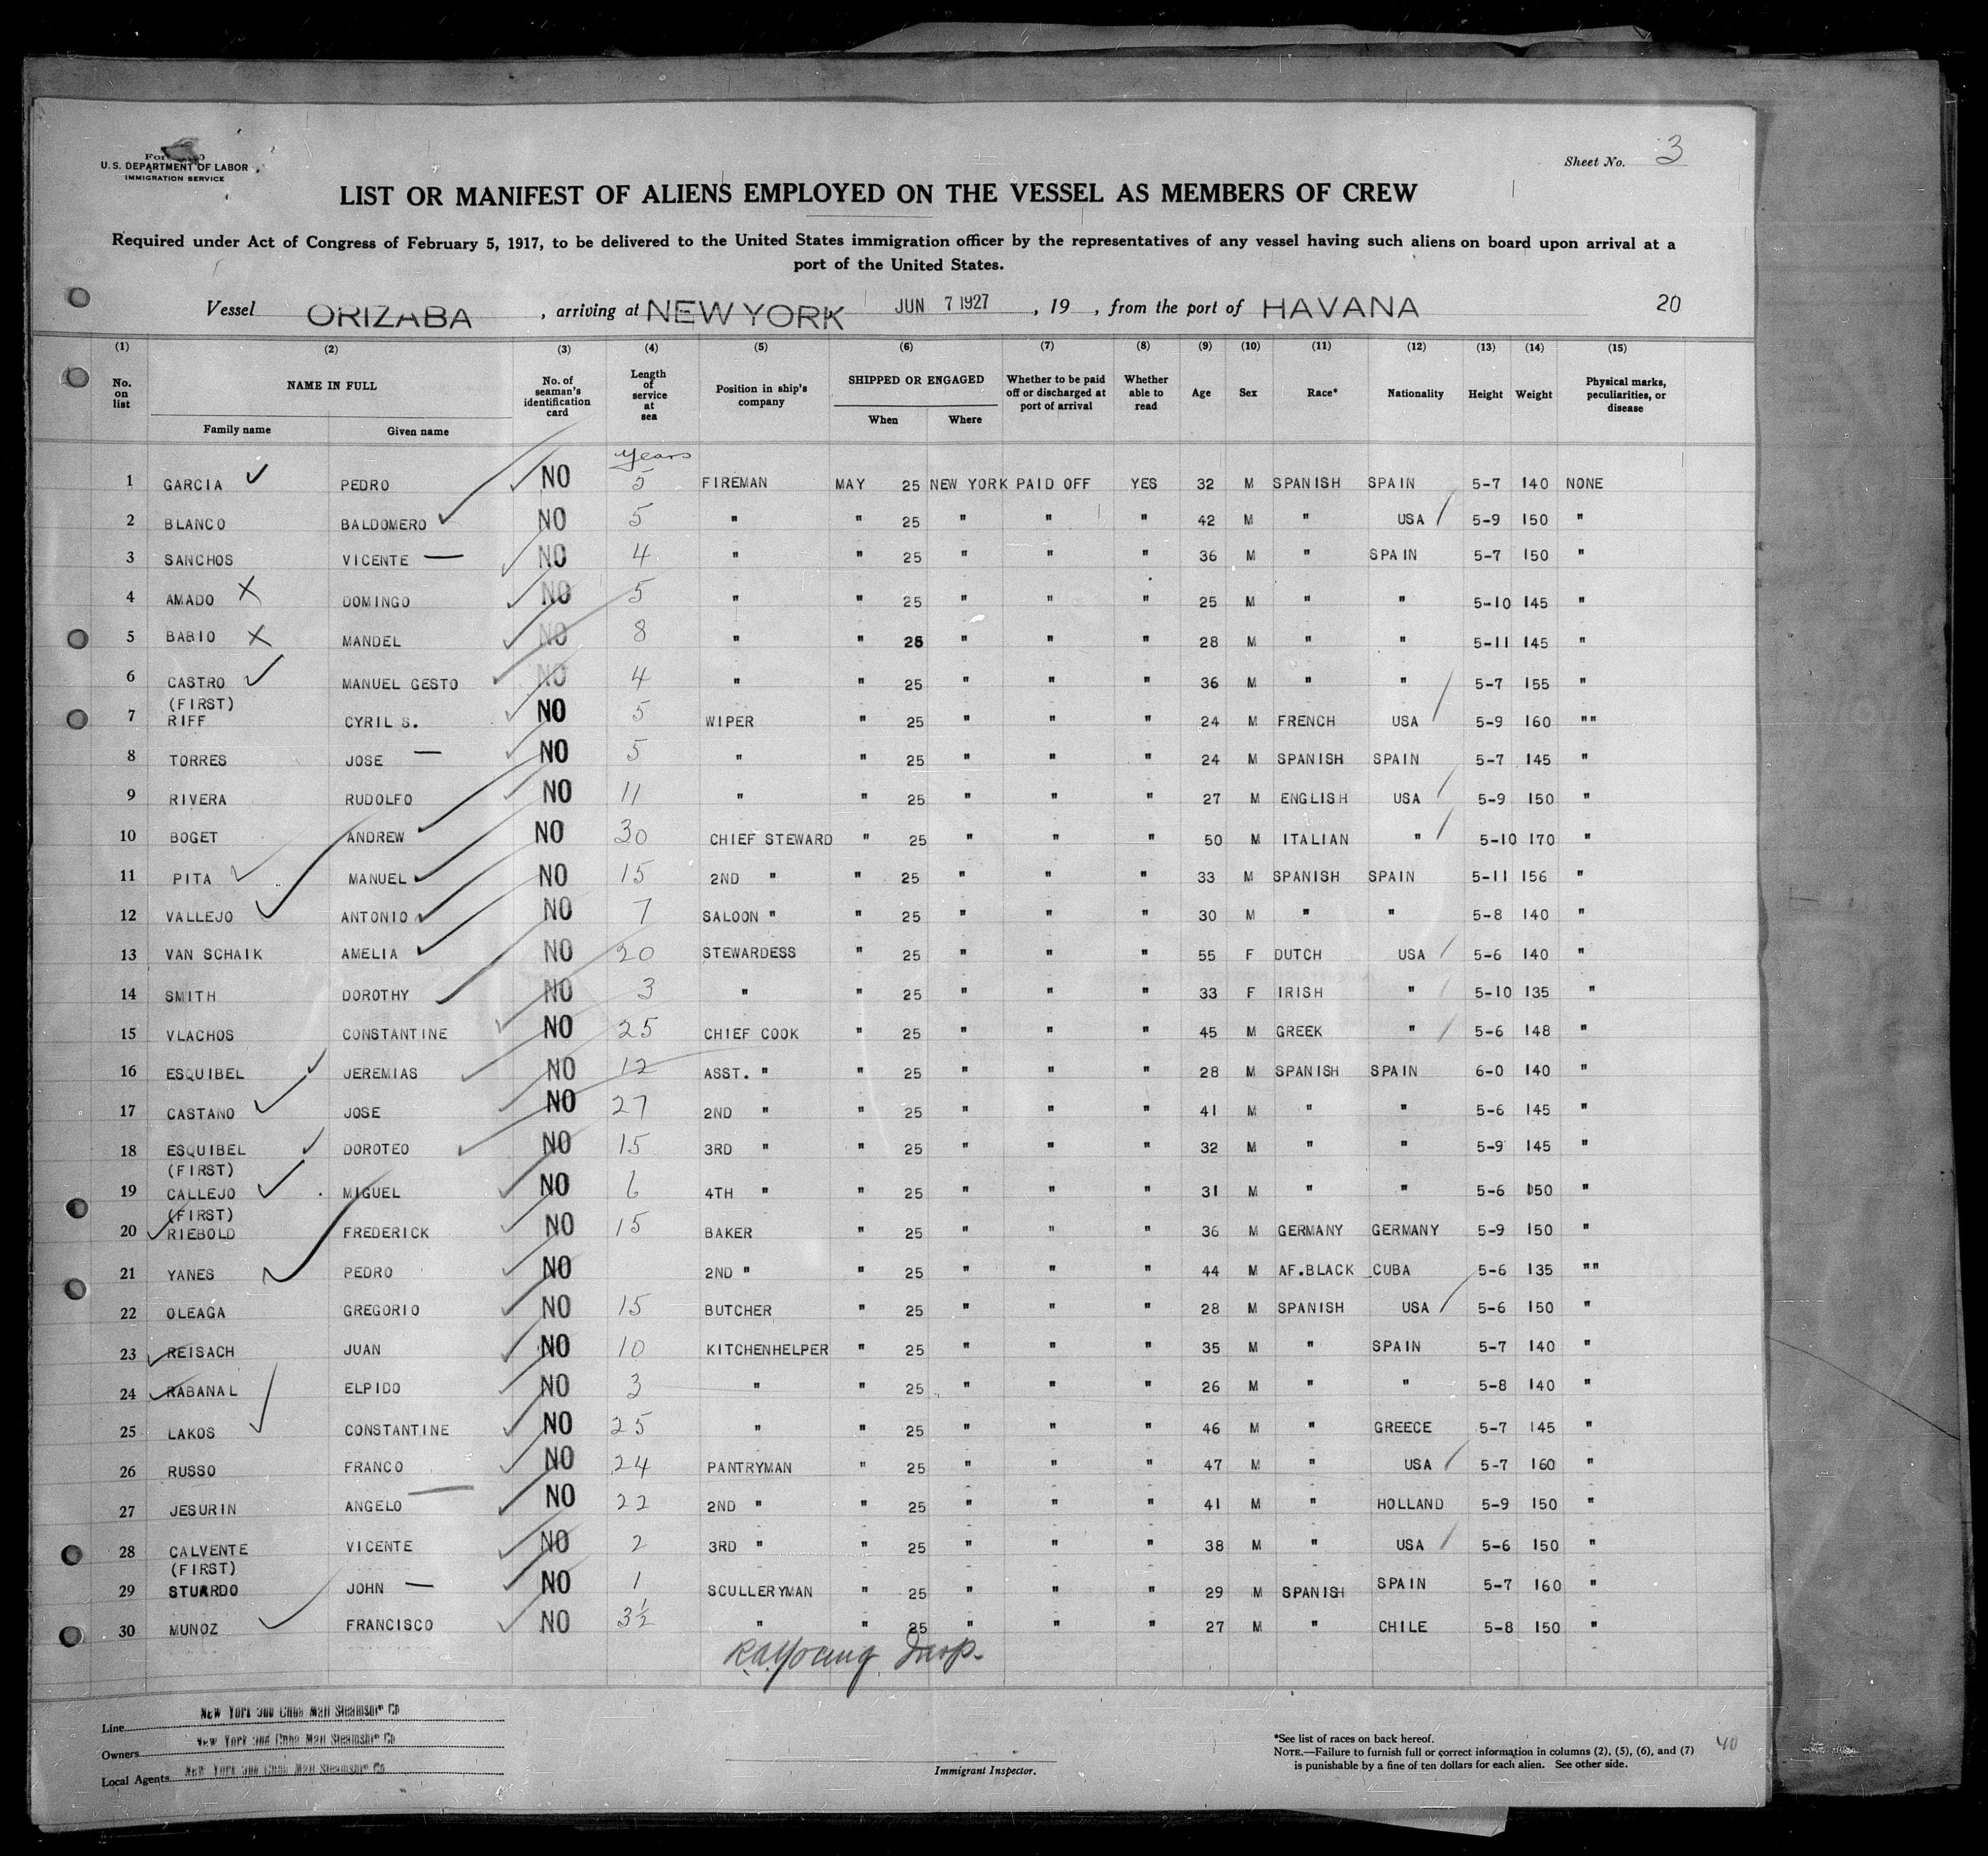 U.S. DEPARTMENT OF LABOR
IMMIGRATION SERVICE
Sheet No. 3
LIST OR MANIFEST OF ALIENS EMPLOYED ON THE VESSEL AS MEMBERS OF CREW
Required under Act of Congress of February 5, 1917, to be delivered to the United States immigration officer by the representatives of any vessel having such aliens on board upon arrival at a
port of the United States.
Vessel ORIZABA, arriving at NEW YORK JUN 7 1927, 19 , from the port of HAVANA 20
(1) (2) (3) (4) (5) (6) (7) (8) (9) (10) (11) (12) (13) (14) (15)
No. on list NAME IN FULL Family name Given name No. of seaman's identification card Length of service at sea Position in ship's company SHIPPED OR ENGAGED When Where Whether to be paid off or discharged at port of arrival Whether able to read Age Sex Race* Nationality Height Weight Physical marks, peculiarities, or disease
years
1 GARCIA PEDRO NO 5 FIREMAN MAY 25 NEW YORK PAID OFF YES 32 M SPANISH SPAIN 5-7 140 NONE
2 BLANCO BALDOMERO NO 5 " " 25 " " " 42 M " USA 5-9 150 "
3 SANCHOS VICENTE — NO 4 " " 25 " " " 36 M " SPAIN 5-7 150 "
4 AMADO X DOMINGO NO 5 " " 25 " " " 25 M " " 5-10 145 "
5 BABIO X MANDEL NO 8 " " 25 " " " 28 M " " 5-11 145 "
6 CASTRO MANUEL GESTO NO 4 " " 25 " " " 36 M " " 5-7 155 "
(FIRST)
7 RIFF CYRIL S. NO 5 WIPER " 25 " " " 24 M FRENCH USA 5-9 160 ""
8 TORRES JOSE — NO 5 " " 25 " " " 24 M SPANISH SPAIN 5-7 145 "
9 RIVERA RUDOLFO NO 11 " " 25 " " " 27 M ENGLISH USA 5-9 150 "
10 BOGET ANDREW NO 30 CHIEF STEWARD " 25 " " " 50 M ITALIAN " 5-10 170 "
11 PITA MANUEL NO 15 2ND " " 25 " " " 33 M SPANISH SPAIN 5-11 156 "
12 VALLEJO ANTONIO NO 7 SALOON " " 25 " " " 30 M " " 5-8 140 "
13 VAN SCHAIK AMELIA NO 20 STEWARDESS " 25 " " " 55 F DUTCH USA 5-6 140 "
14 SMITH DOROTHY NO 3 " " 25 " " " 33 F IRISH " 5-10 135 "
15 VLACHOS CONSTANTINE NO 25 CHIEF COOK " 25 " " " 45 M GREEK " 5-6 148 "
16 ESQUIBEL JEREMIAS NO 12 ASST. " " 25 " " " 28 M SPANISH SPAIN 6-0 140 "
17 CASTANO JOSE NO 27 2ND " " 25 " " " 41 M " " 5-6 145 "
18 ESQUIBEL DOROTEO NO 15 3RD " " 25 " " " 32 M " " 5-9 145 "
(FIRST)
19 CALLEJO MIGUEL NO 6 4TH " " 25 " " " 31 M " " 5-6 150 "
(FIRST)
20 RIEBOLD FREDERICK NO 15 BAKER " 25 " " " 36 M GERMANY GERMANY 5-9 150 "
21 YANES PEDRO NO 2ND " " 25 " " " 44 M AF.BLACK CUBA 5-6 135 ""
22 OLEAGA GREGORIO NO 15 BUTCHER " 25 " " " 28 M SPANISH USA 5-6 150 "
23 REISACH JUAN NO 10 KITCHENHELPER " 25 " " " 35 M " SPAIN 5-7 140 "
24 RABANAL ELPIDO NO 3 " " 25 " " " 26 M " " 5-8 140 "
25 LAKOS CONSTANTINE NO 25 " " 25 " " " 46 M " GREECE 5-7 145 "
26 RUSSO FRANCO NO 24 PANTRYMAN " 25 " " " 47 M " USA 5-7 160 "
27 JESURIN ANGELO — NO 22 2ND " " 25 " " " 41 M " HOLLAND 5-9 150 "
28 CALVENTE VICENTE NO 2 3RD " " 25 " " " 38 M " USA 5-6 150 "
(FIRST)
29 STUARDO JOHN — NO 1 SCULLERYMAN " 25 " " " 29 M SPANISH SPAIN 5-7 160 "
30 MUNOZ FRANCISCO NO 3½ " " 25 " " " 27 M " CHILE 5-8 150 "
R.A. Young Insp.
Line New York and Cuba Mail Steamship Co
Owners New York and Cuba Mail Steamship Co
Local Agents New York and Cuba Mail Steamship Co
Immigrant Inspector.
*See list of races on back hereof.
NOTE.—Failure to furnish full or correct information in columns (2), (5), (6), and (7)
is punishable by a fine of ten dollars for each alien. See other side.
40